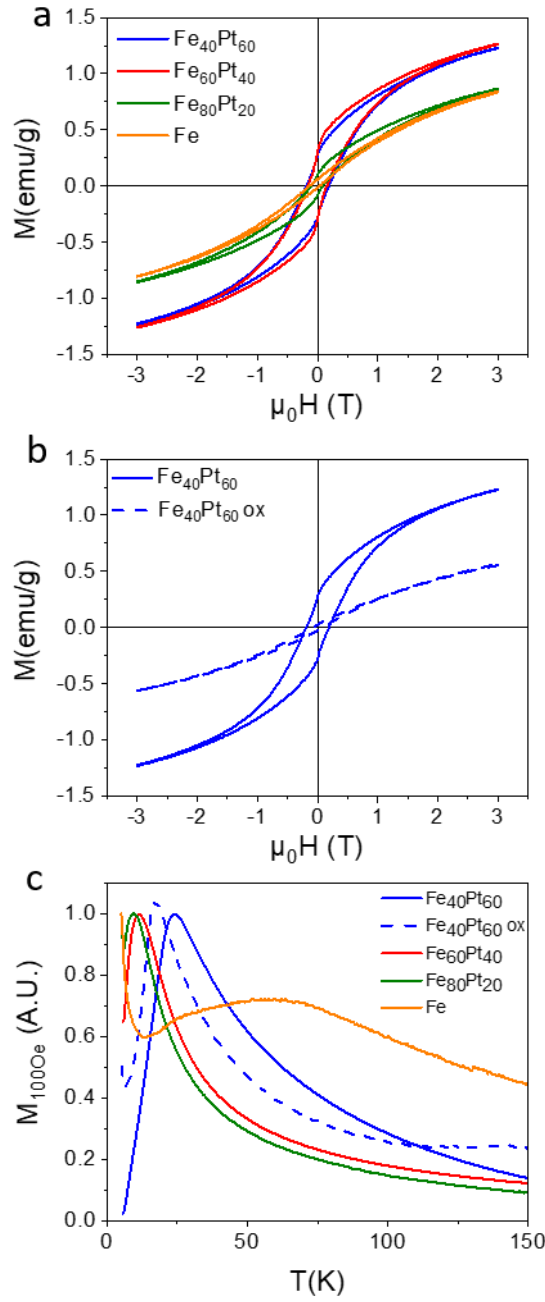 a
Fe₄₀Pt₆₀
Fe₆₀Pt₄₀
Fe₈₀Pt₂₀
Fe
M(emu/g)
1.5
1.0
0.5
0.0
-0.5
-1.0
-1.5
-3 -2 -1 0 1 2 3
µ₀H (T)
b
Fe₄₀Pt₆₀
Fe₄₀Pt₆₀ ox
M(emu/g)
1.5
1.0
0.5
0.0
-0.5
-1.0
-1.5
-3 -2 -1 0 1 2 3
µ₀H (T)
c
Fe₄₀Pt₆₀
Fe₄₀Pt₆₀ ox
Fe₆₀Pt₄₀
Fe₈₀Pt₂₀
Fe
M₁₀₀Oe (A.U.)
1.0
0.8
0.6
0.4
0.2
0.0
0 50 100 150
T(K)